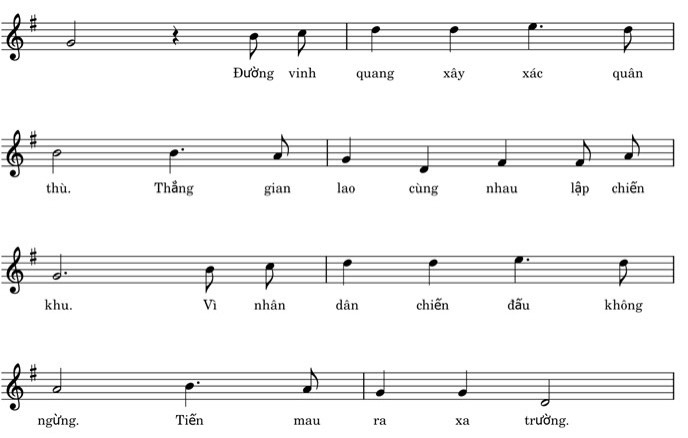 Đường vinh quang xây xác quân
thù. Thắng gian lao cùng nhau lập chiến
khu. Vì nhân dân chiến đấu không
ngừng. Tiến mau ra xa trường.